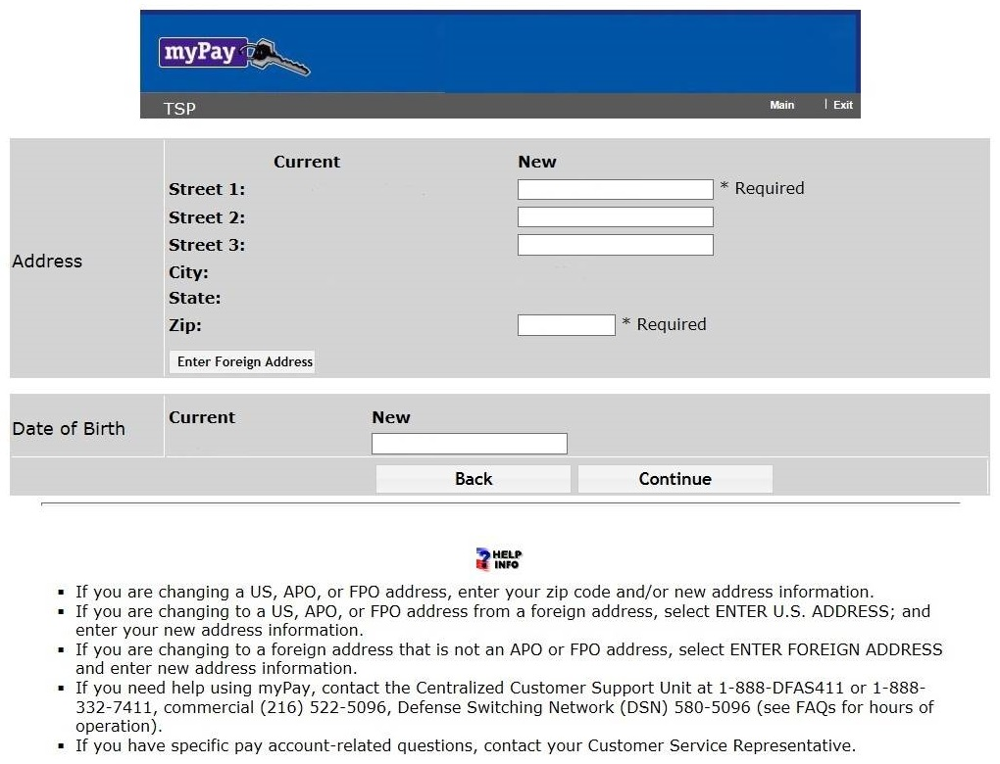 myPay
TSP
Main | Exit
Current New
Street 1: * Required
Street 2:
Street 3:
Address
City:
State:
Zip: * Required
Enter Foreign Address
Date of Birth
Current New
Back Continue
? HELP
INFO
▪ If you are changing a US, APO, or FPO address, enter your zip code and/or new address information.
▪ If you are changing to a US, APO, or FPO address from a foreign address, select ENTER U.S. ADDRESS; and
enter your new address information.
▪ If you are changing to a foreign address that is not an APO or FPO address, select ENTER FOREIGN ADDRESS
and enter new address information.
▪ If you need help using myPay, contact the Centralized Customer Support Unit at 1-888-DFAS411 or 1-888-
332-7411, commercial (216) 522-5096, Defense Switching Network (DSN) 580-5096 (see FAQs for hours of
operation).
▪ If you have specific pay account-related questions, contact your Customer Service Representative.